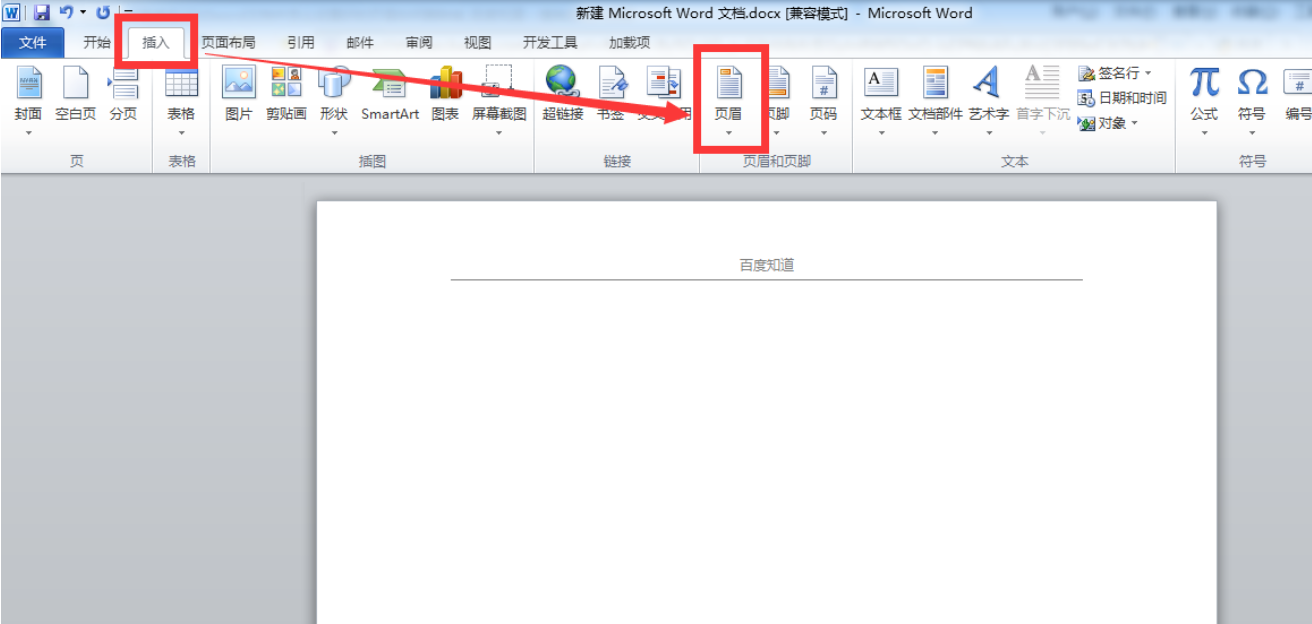 新建 Microsoft Word 文档.docx [兼容模式] - Microsoft Word
文件 开始 插入 页面布局 引用 邮件 审阅 视图 开发工具 加载项
签名行
日期和时间
对象
封面 空白页 分页 表格 图片 剪贴画 形状 SmartArt 图表 屏幕截图 超链接 书签 页眉 页码 文本框 文档部件 艺术字 首字下沉 公式 符号 编号
页 表格 插图 链接 页眉和页脚 文本 符号
百度知道